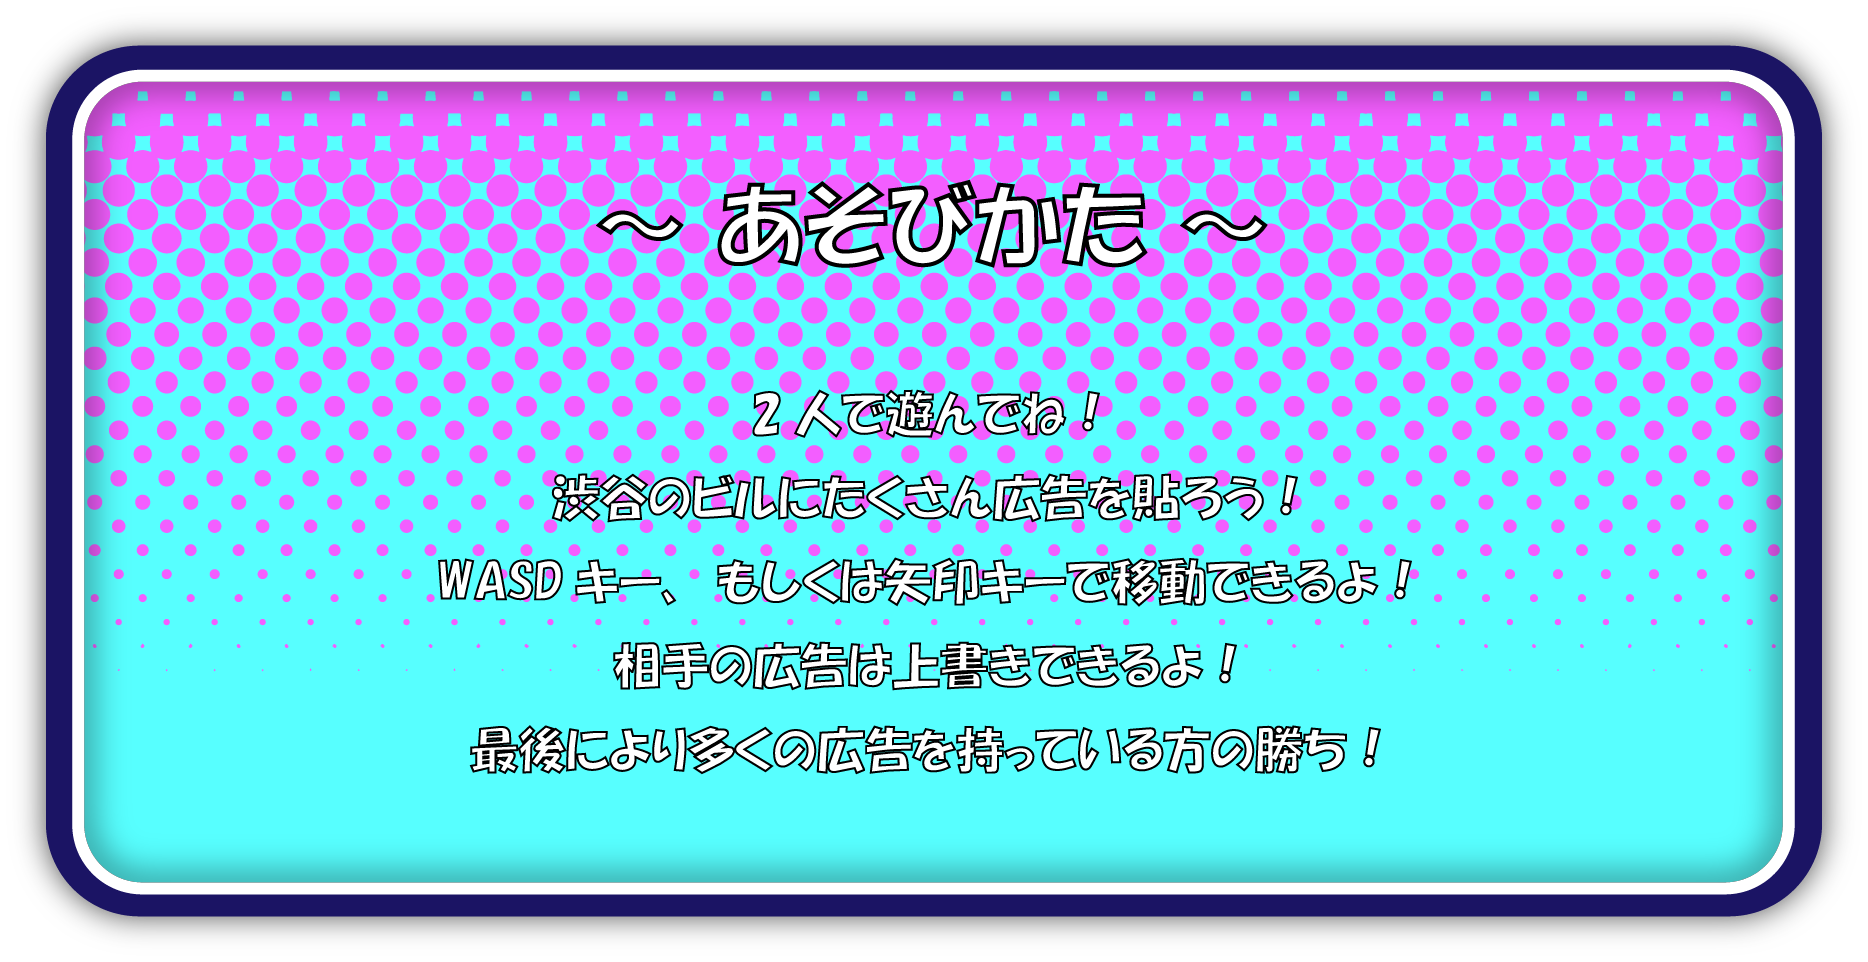 ～ あそびかた ～
2人で遊んでね！
渋谷のビルにたくさん広告を貼ろう！
WASDキー、もしくは矢印キーで移動できるよ！
相手の広告は上書きできるよ！
最後により多くの広告を持っている方の勝ち！